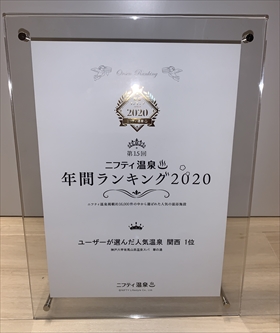 Onsen Ranking
2020
第15回
ニフティ温泉
年間ランキング2020
ユーザーが選んだ人気温泉 関西 1位
ニフティ温泉